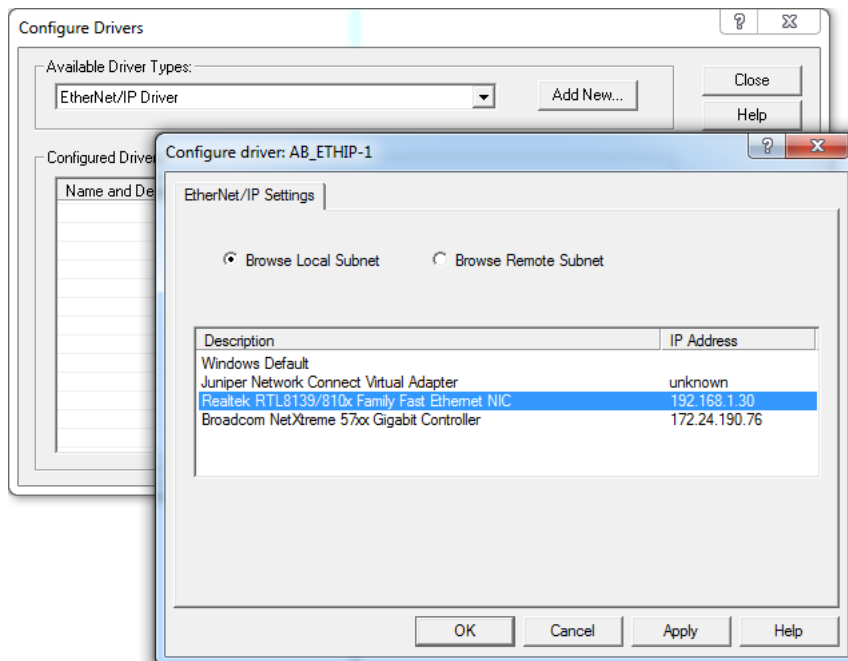 Configure Drivers
Available Driver Types:
EtherNet/IP Driver
Add New...
Close
Help
Configured Driver
Name and De
Configure driver: AB_ETHIP-1
EtherNet/IP Settings
Browse Local Subnet Browse Remote Subnet
Description IP Address
Windows Default
Juniper Network Connect Virtual Adapter unknown
Realtek RTL8139/810x Family Fast Ethernet NIC 192.168.1.30
Broadcom NetXtreme 57xx Gigabit Controller 172.24.190.76
OK Cancel Apply Help